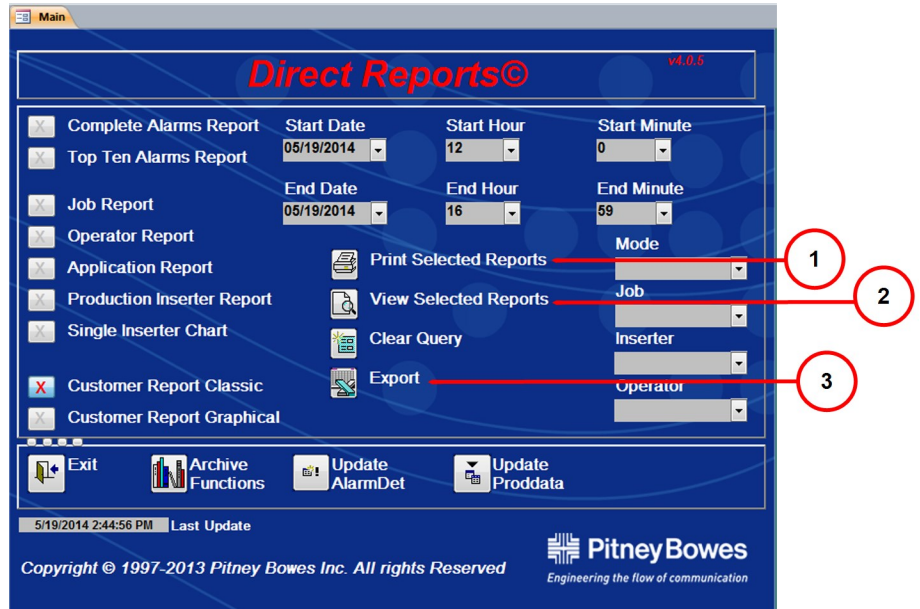 Main
Direct Reports©
v4.0.5
X Complete Alarms Report
X Top Ten Alarms Report
X Job Report
X Operator Report
X Application Report
X Production Inserter Report
X Single Inserter Chart
X Customer Report Classic
X Customer Report Graphical
Start Date Start Hour Start Minute
05/19/2014 12 0
End Date End Hour End Minute
05/19/2014 16 59
Print Selected Reports
View Selected Reports
Clear Query
Export
Mode
Job
Inserter
Operator
1
2
3
Exit
Archive
Functions
Update
AlarmDet
Update
Proddata
5/19/2014 2:44:56 PM Last Update
Copyright © 1997-2013 Pitney Bowes Inc. All rights Reserved
Pitney Bowes
Engineering the flow of communication